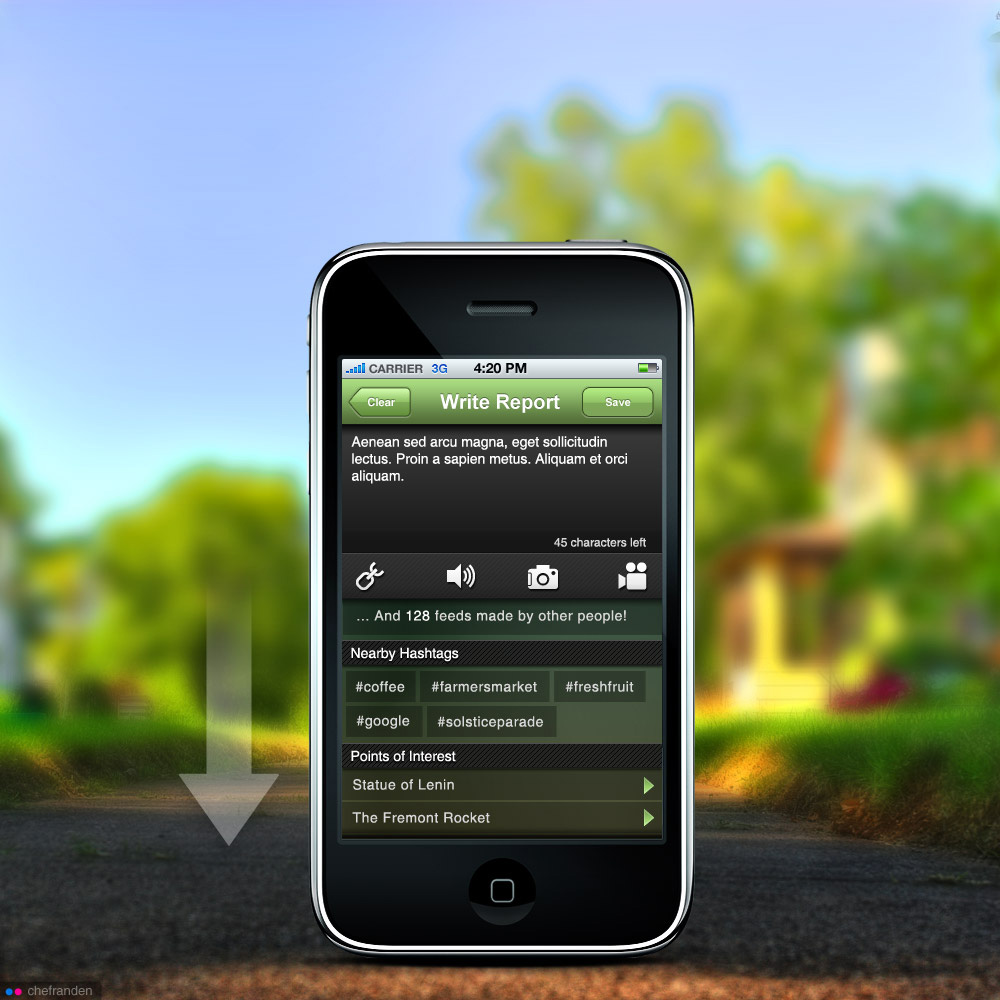 CARRIER 3G 4:20 PM
Clear Write Report Save
Aenean sed arcu magna, eget sollicitudin
lectus. Proin a sapien metus. Aliquam et orci
aliquam.
45 characters left
... And 128 feeds made by other people!
Nearby Hashtags
#coffee #farmersmarket #freshfruit
#google #solsticeparade
Points of Interest
Statue of Lenin
The Fremont Rocket
chefranden